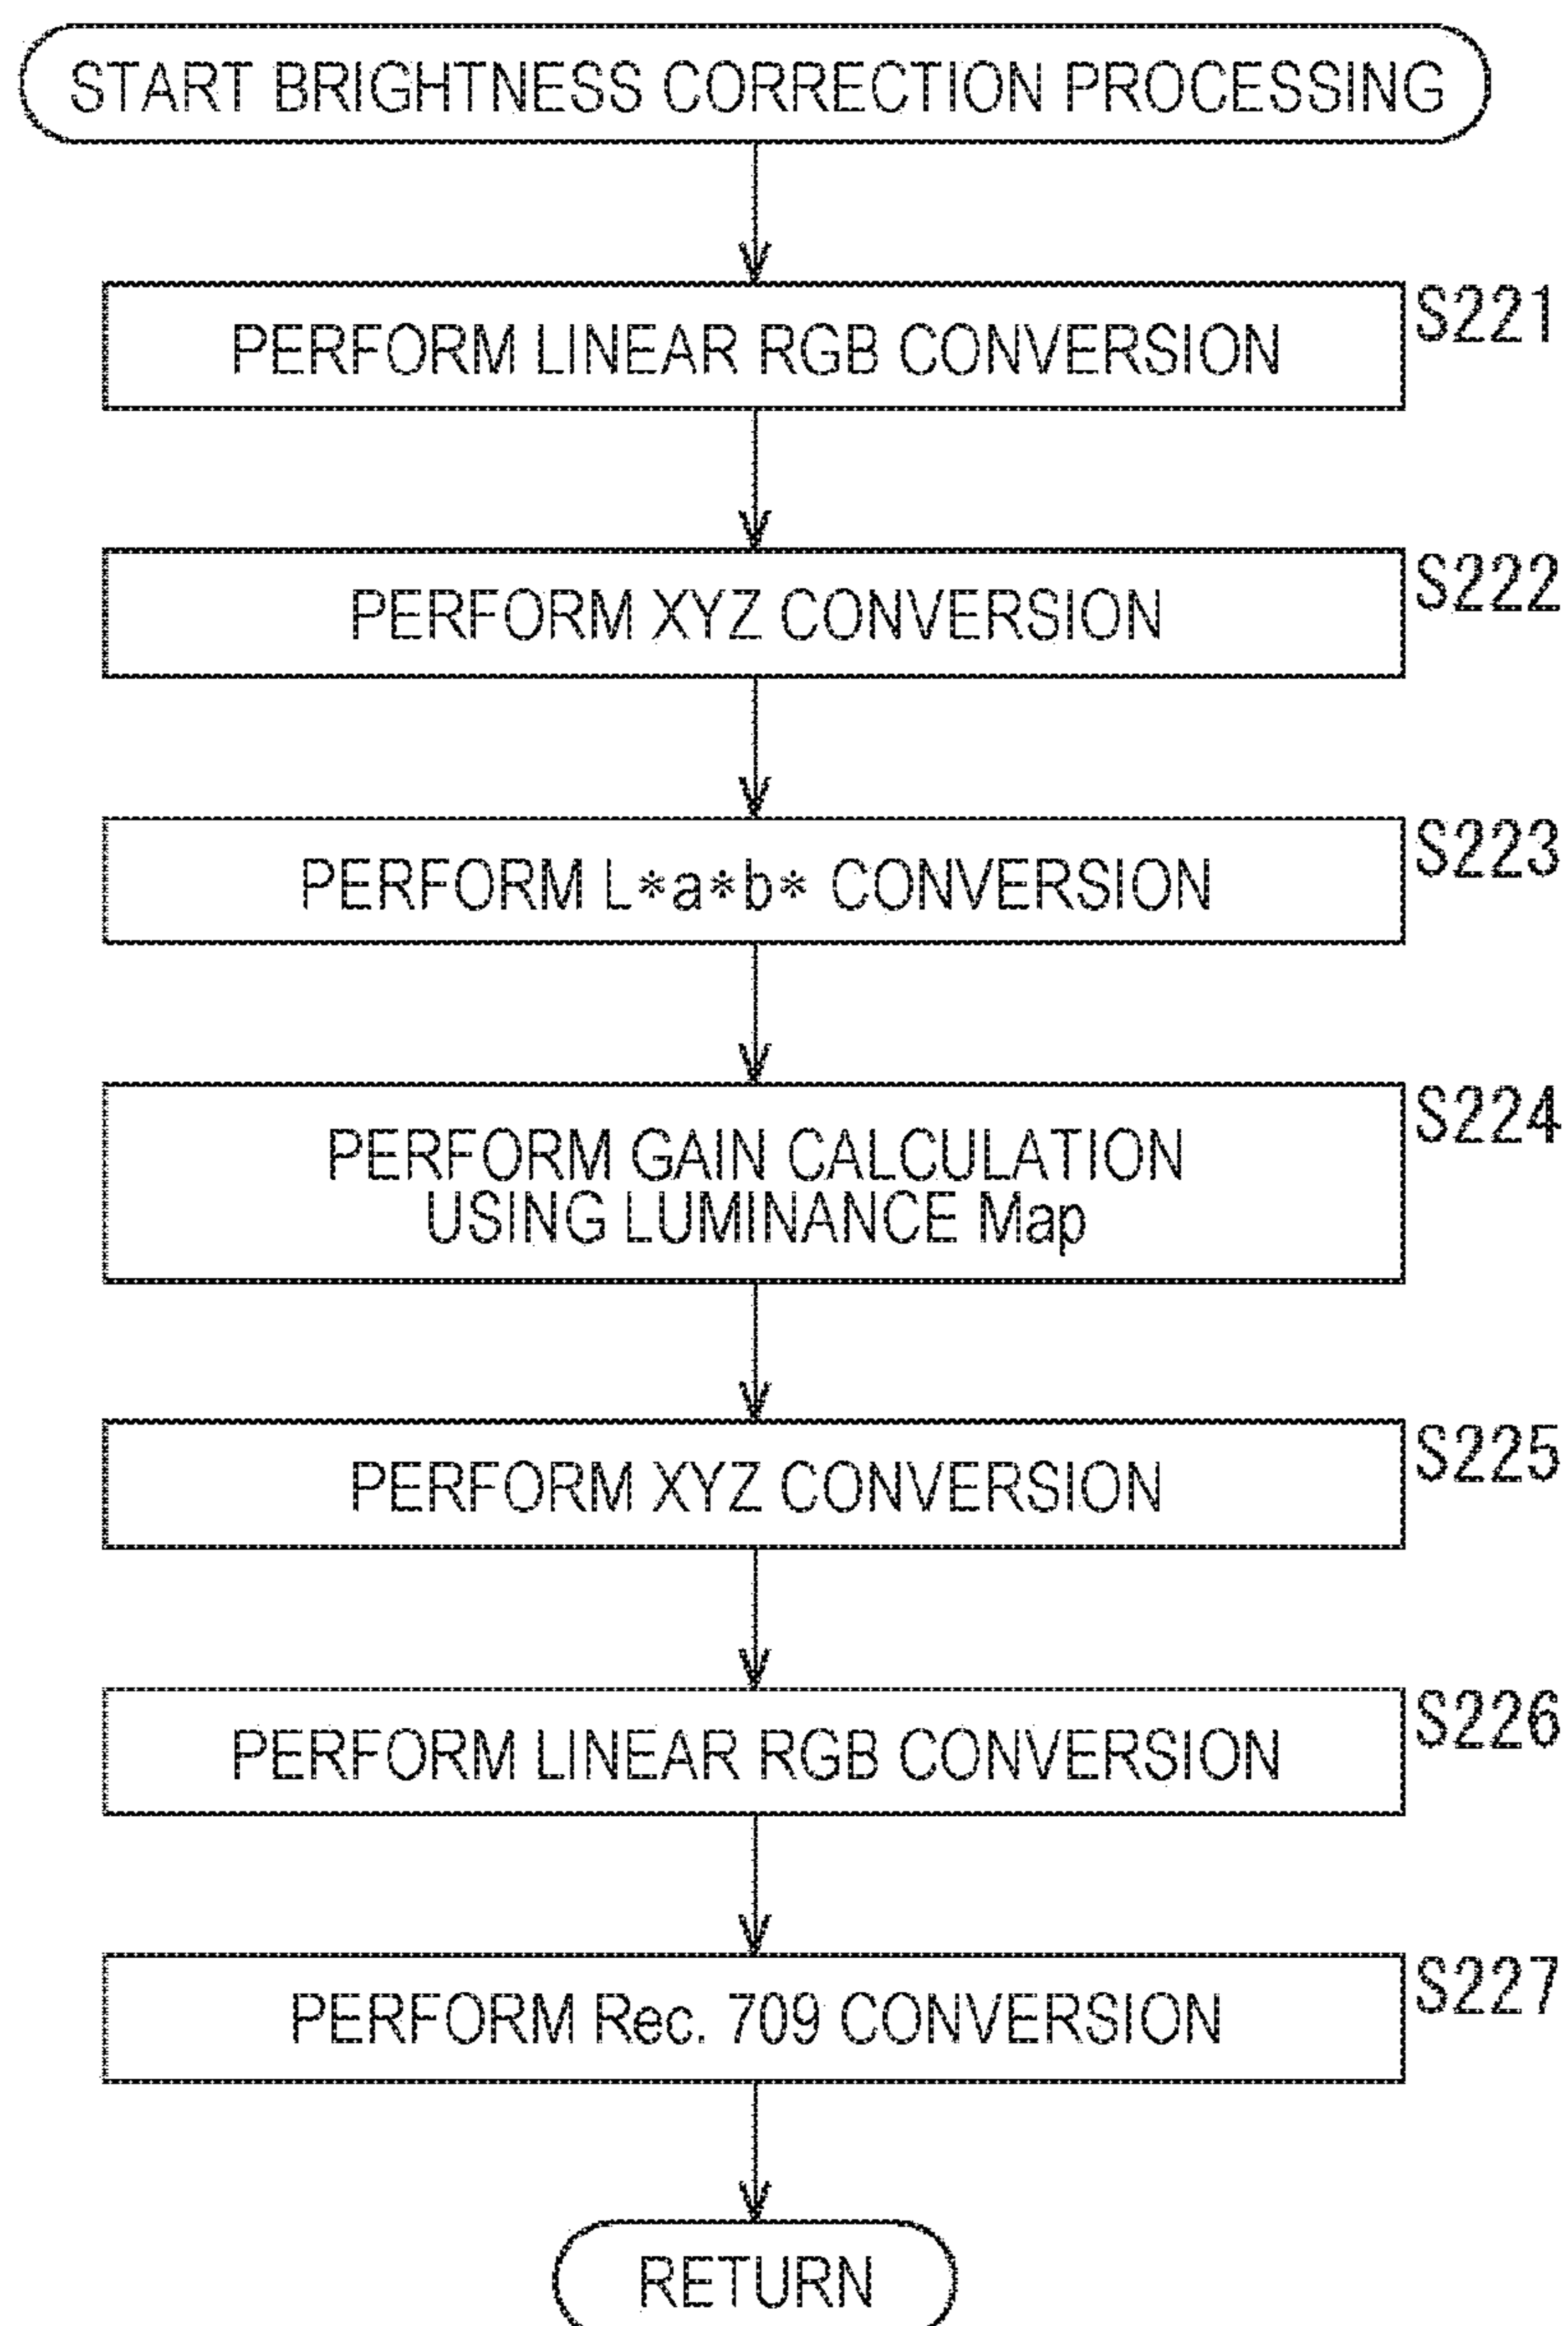 START BRIGHTNESS CORRECTION PROCESSING
PERFORM LINEAR RGB CONVERSION
S221
PERFORM XYZ CONVERSION
S222
PERFORM L*a*b* CONVERSION
S223
PERFORM GAIN CALCULATION
USING LUMINANCE Map
S224
PERFORM XYZ CONVERSION
S225
PERFORM LINEAR RGB CONVERSION
S226
PERFORM Rec. 709 CONVERSION
S227
RETURN